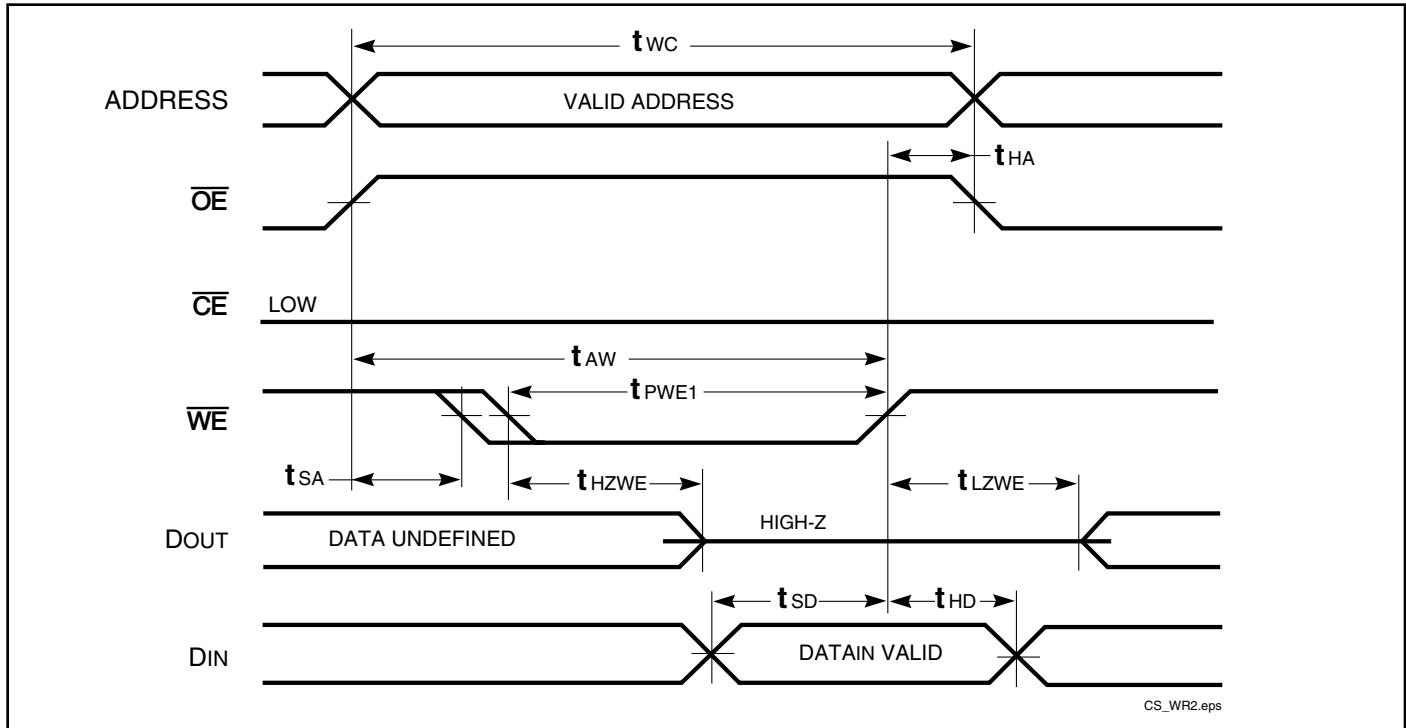 tWC
ADDRESS
VALID ADDRESS
tHA
OE
CE
LOW
tAW
tPWE1
WE
tSA
tHZWE
tLZWE
DOUT
DATA UNDEFINED
HIGH-Z
tSD
tHD
DIN
DATAIN VALID
CS_WR2.eps